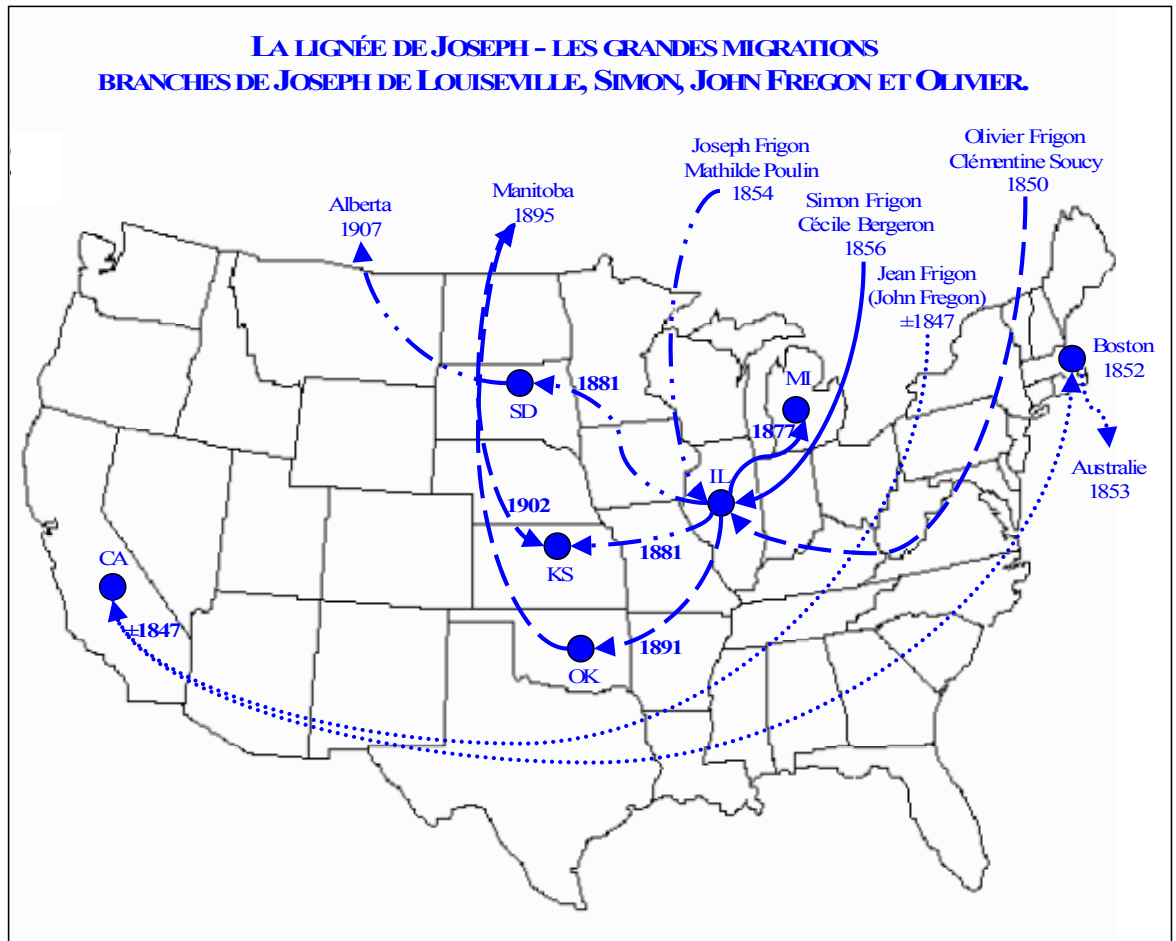 LA LIGNÉE DE JOSEPH - LES GRANDES MIGRATIONS
BRANCHES DE JOSEPH DE LOUISEVILLE, SIMON, JOHN FREGON ET OLIVIER.
Olivier Frigon
Clémentine Soucy
1850
Joseph Frigon
Mathilde Poulin
1854
Simon Frigon
Cécile Bergeron
1856
Manitoba
1895
Alberta
1907
Jean Frigon
(John Fregon)
±1847
Boston
1852
Australie
1853
MI
1877
1881
SD
IL
1902
1881
KS
CA
±1847
1891
OK